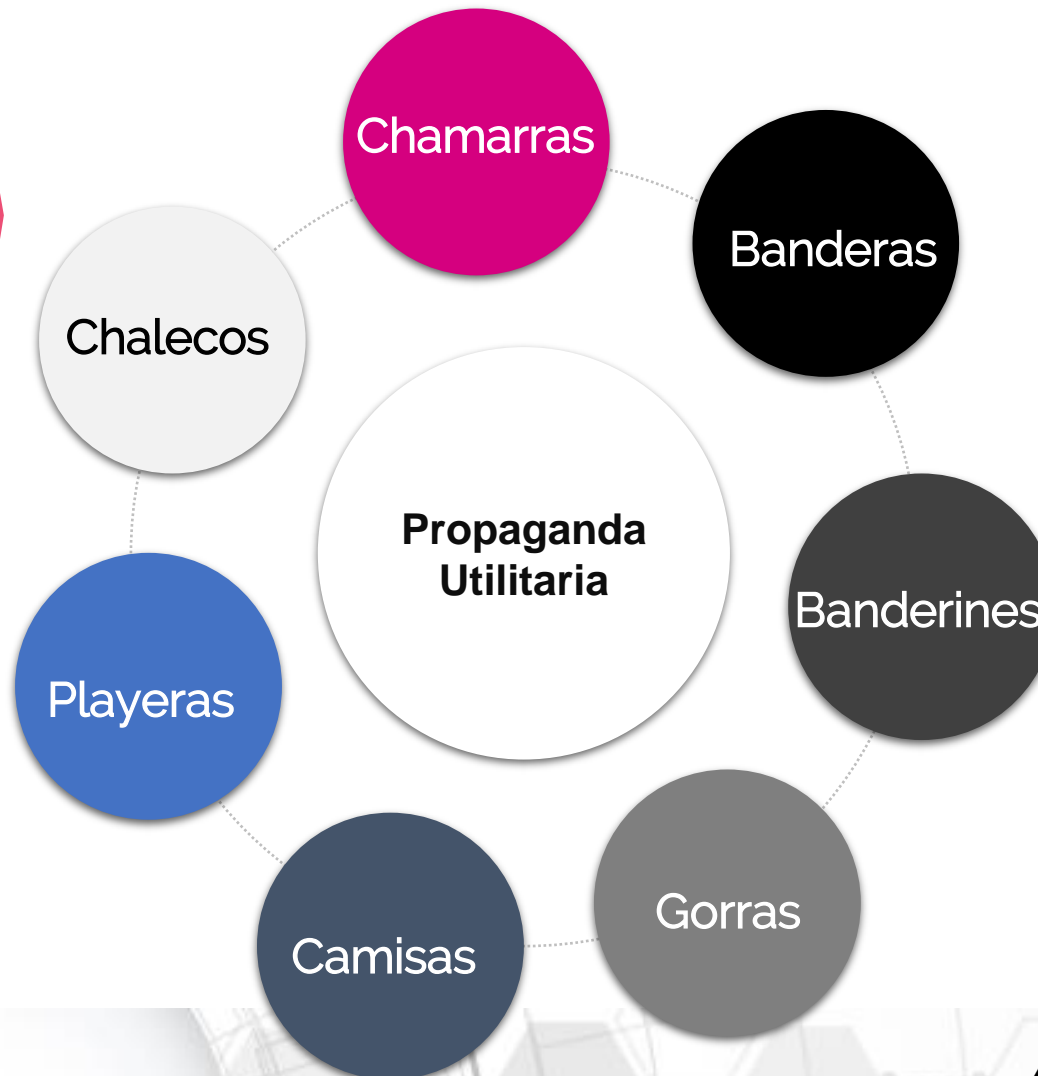 Chamarras
Banderas
Chalecos
Propaganda
Utilitaria
Banderines
Playeras
Gorras
Camisas